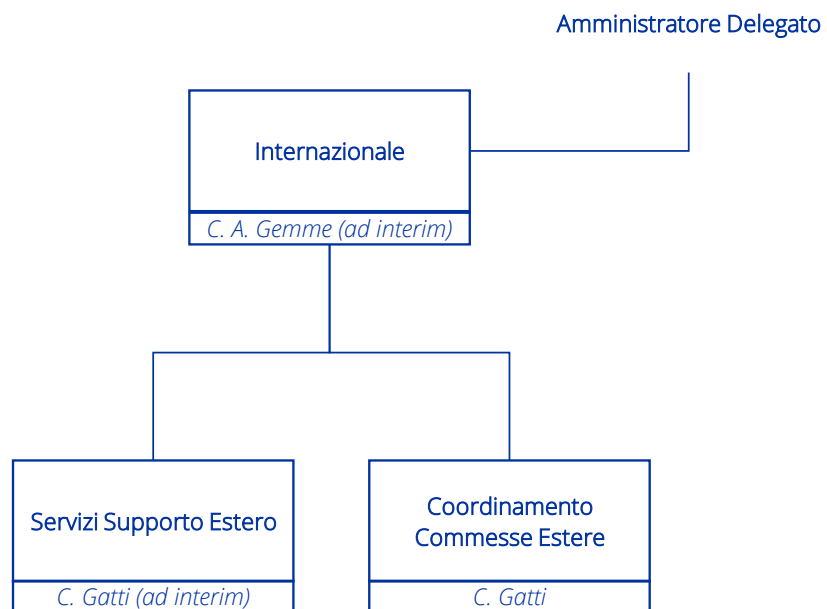 Amministratore Delegato
Internazionale
C. A. Gemme (ad interim)
Servizi Supporto Estero
C. Gatti (ad interim)
Coordinamento
Commesse Estere
C. Gatti